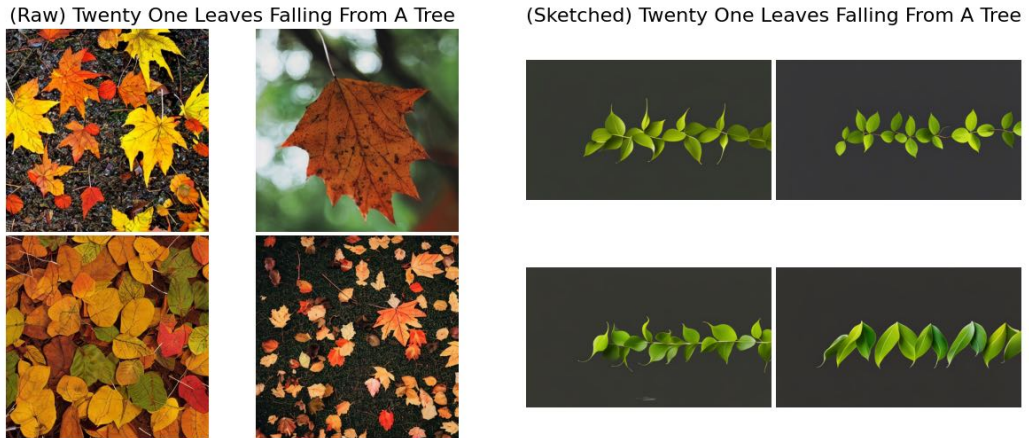 (Raw) Twenty One Leaves Falling From A Tree
(Sketched) Twenty One Leaves Falling From A Tree